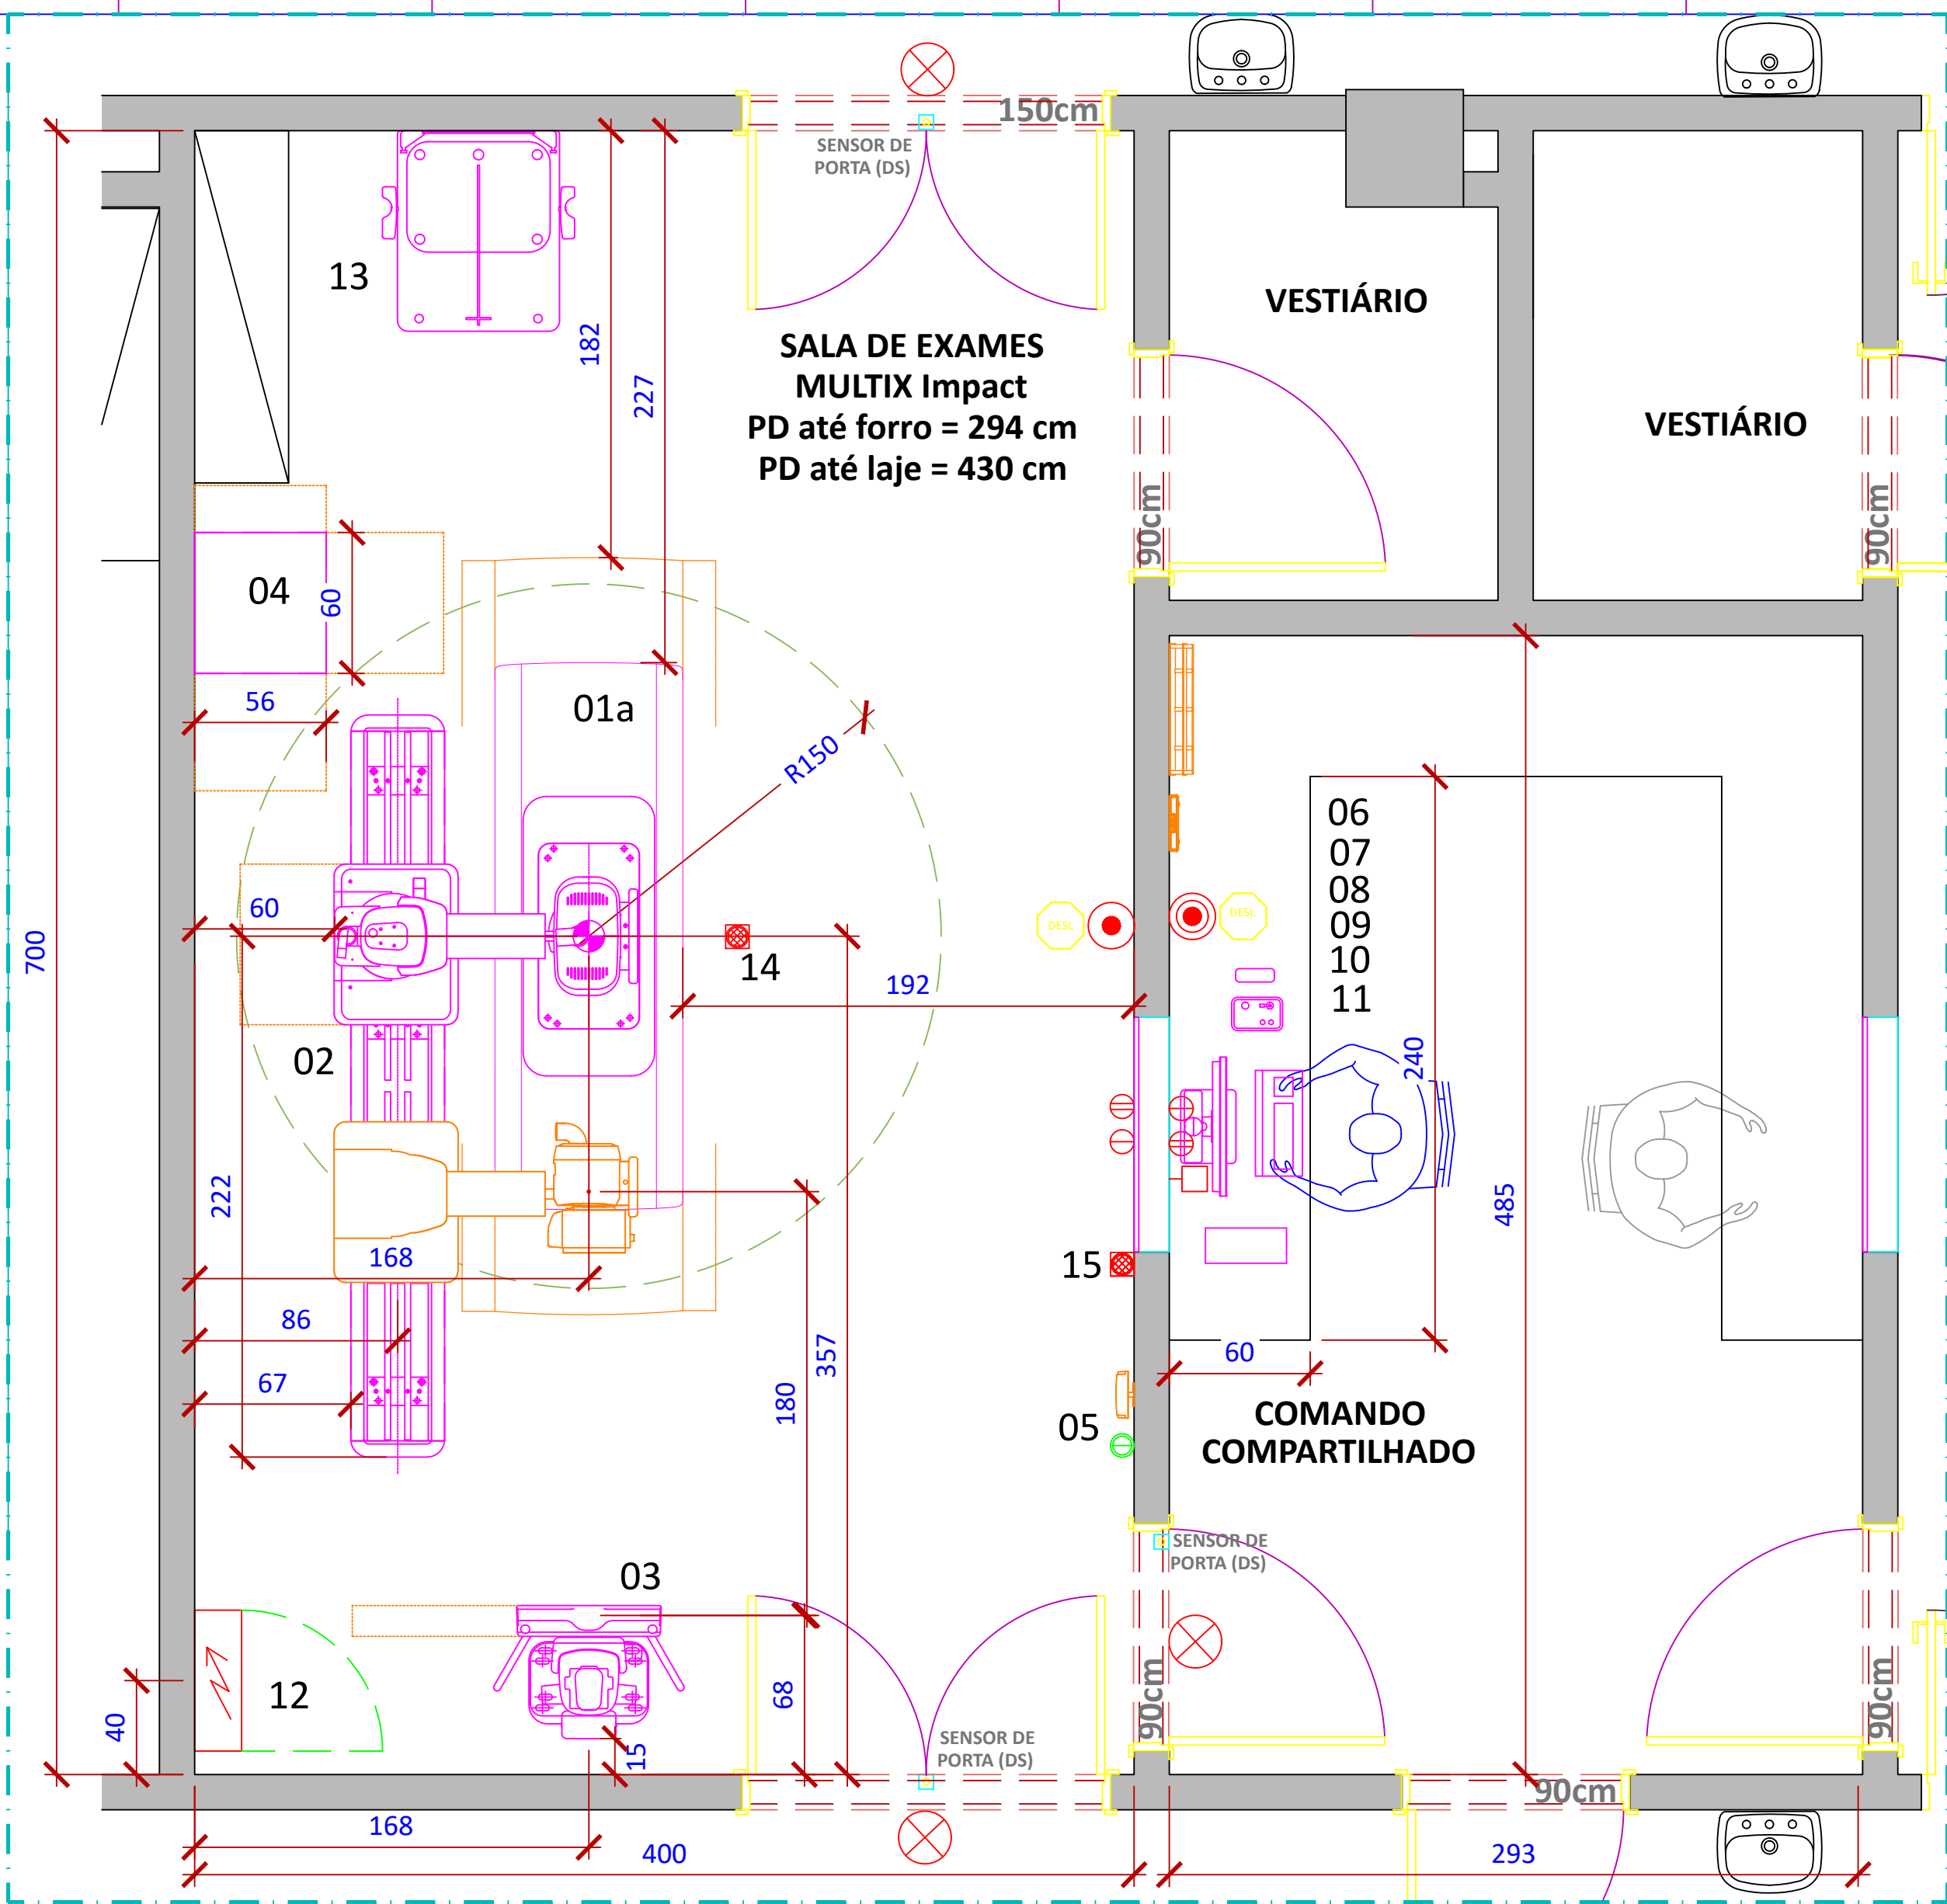 150cm
SENSOR DE
PORTA (DS)
13
182
227
SALA DE EXAMES
MULTIX Impact
PD até forro = 294 cm
PD até laje = 430 cm
VESTIÁRIO
VESTIÁRIO
90cm
90cm
04
60
56
01a
R150
06
07
08
09
10
11
60
DESL
DESL
700
14
192
02
240
222
485
168
15
86
357
60
67
180
COMANDO
COMPARTILHADO
05
SENSOR DE
PORTA (DS)
03
12
68
90cm
90cm
40
15
SENSOR DE
PORTA (DS)
90cm
168
400
293